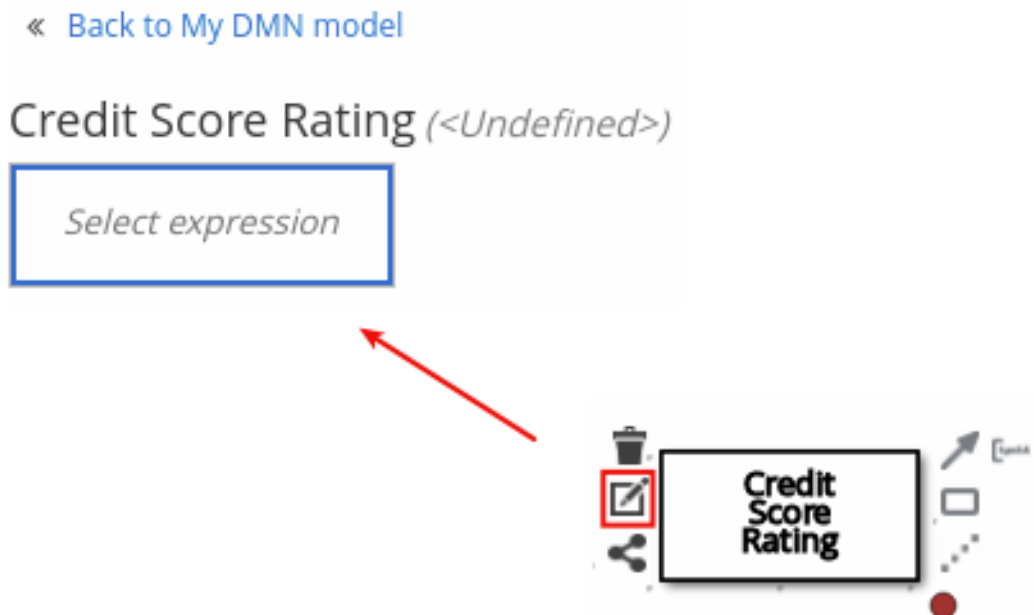 « Back to My DMN model
Credit Score Rating (<Undefined>)
Select expression
Credit
Score
Rating